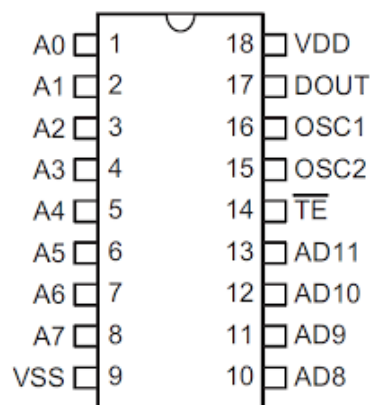 A0 1 18 VDD
A1 2 17 DOUT
A2 3 16 OSC1
A3 4 15 OSC2
A4 5 14 T̅E̅
A5 6 13 AD11
A6 7 12 AD10
A7 8 11 AD9
VSS 9 10 AD8